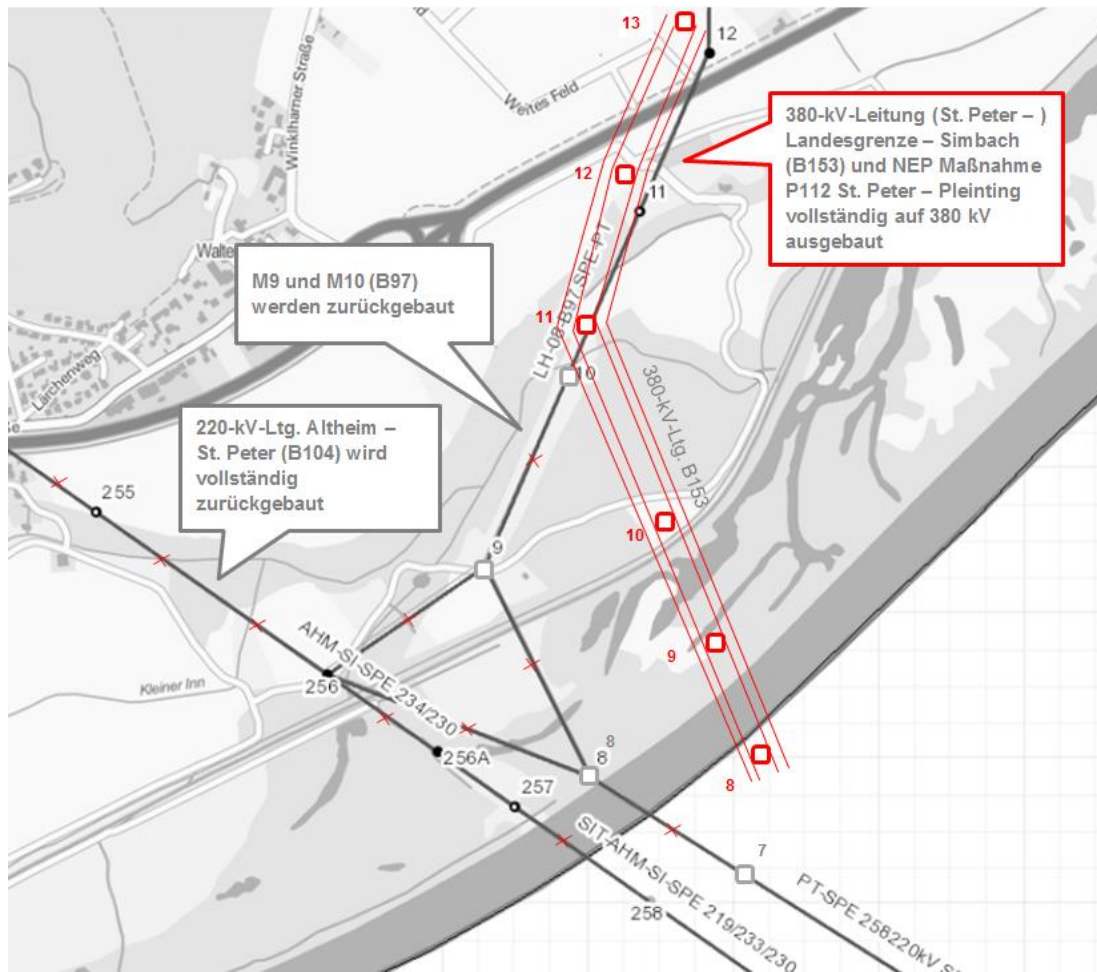 13
12
Winklharner Straße
Weites Feld
380-kV-Leitung (St. Peter – )
Landesgrenze – Simbach
(B153) und NEP Maßnahme
P112 St. Peter – Pleinting
vollständig auf 380 kV
ausgebaut
12
11
Walte
M9 und M10 (B97)
werden zurückgebaut
LH-08-B97-SPE-PT
11
10
Lärchenweg
380-kV-Ltg. B153
220-kV-Ltg. Altheim –
St. Peter (B104) wird
vollständig
zurückgebaut
255
10
9
AHM-SI-SPE 234/230
9
Kleiner Inn
256
256A
8
8
8
257
7
SIT-AHM-SI-SPE 219/233/230
PT-SPE 256220kV
258